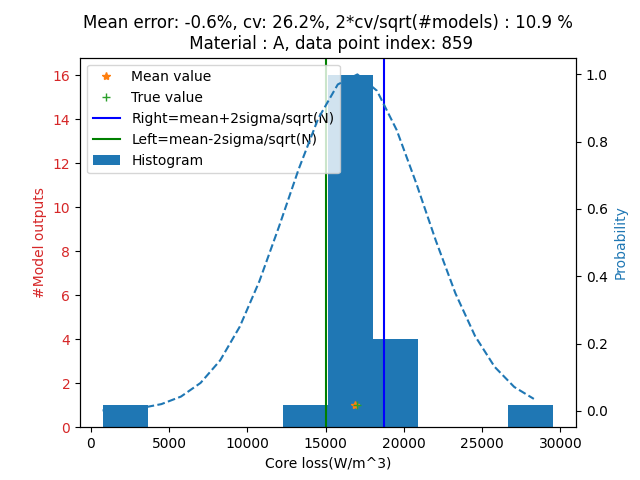 Mean error: -0.6%, cv: 26.2%, 2*cv/sqrt(#models) : 10.9 %
Material : A, data point index: 859
Mean value
True value
Right=mean+2sigma/sqrt(N)
Left=mean-2sigma/sqrt(N)
Histogram
16
14
12
10
8
6
4
2
0
#Model outputs
1.0
0.8
0.6
0.4
0.2
0.0
Probability
0 5000 10000 15000 20000 25000 30000
Core loss(W/m^3)